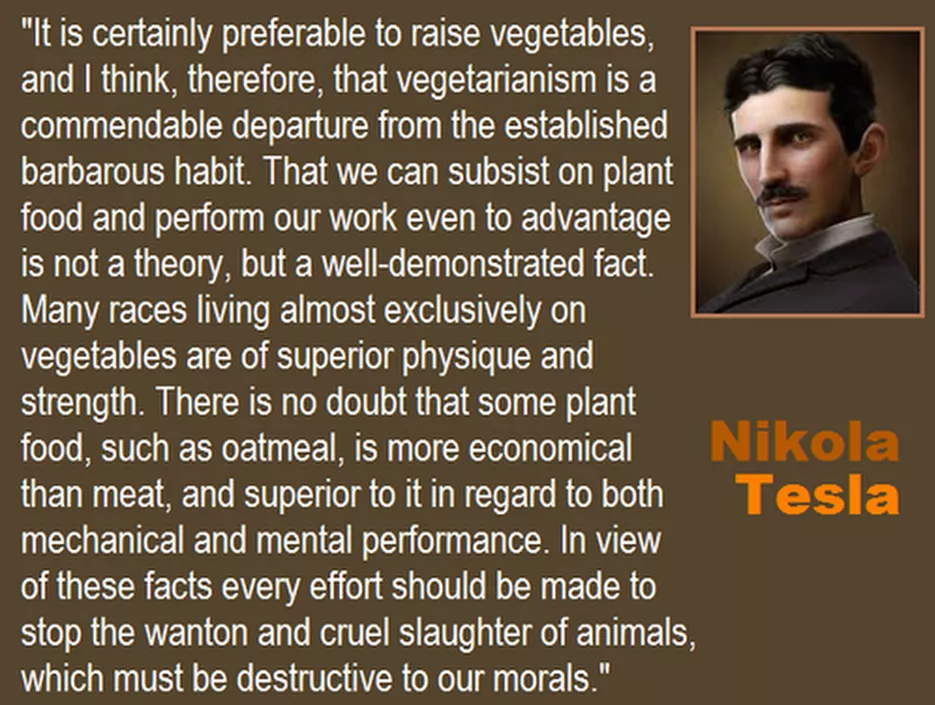 "It is certainly preferable to raise vegetables,
and I think, therefore, that vegetarianism is a
commendable departure from the established
barbarous habit. That we can subsist on plant
food and perform our work even to advantage
is not a theory, but a well-demonstrated fact.
Many races living almost exclusively on
vegetables are of superior physique and
strength. There is no doubt that some plant
food, such as oatmeal, is more economical
than meat, and superior to it in regard to both
mechanical and mental performance. In view
of these facts every effort should be made to
stop the wanton and cruel slaughter of animals,
which must be destructive to our morals."
Nikola
Tesla